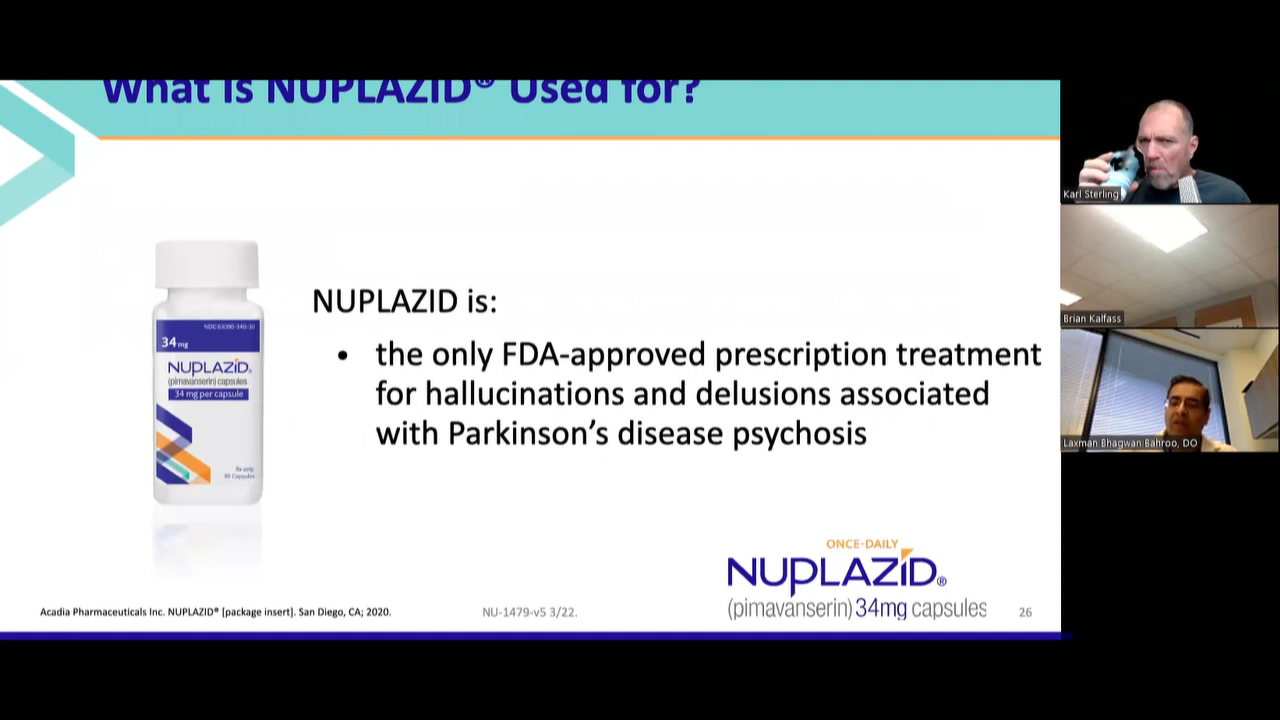 What Is NUPLAZID® Used for?
NDC 63090-340-30
34 mg
NUPLAZID®
(pimavanserin) capsules
34 mg per capsule
Rx only
30 Capsules
NUPLAZID is:
• the only FDA-approved prescription treatment
for hallucinations and delusions associated
with Parkinson's disease psychosis
ONCE-DAILY
NUPLAZID®
(pimavanserin) 34mg capsules
Acadia Pharmaceuticals Inc. NUPLAZID® [package insert]. San Diego, CA; 2020.
NU-1479-v5 3/22.
26
Karl Sterling
Brian Kalfass
Laxman Bhagwan Bahroo, DO